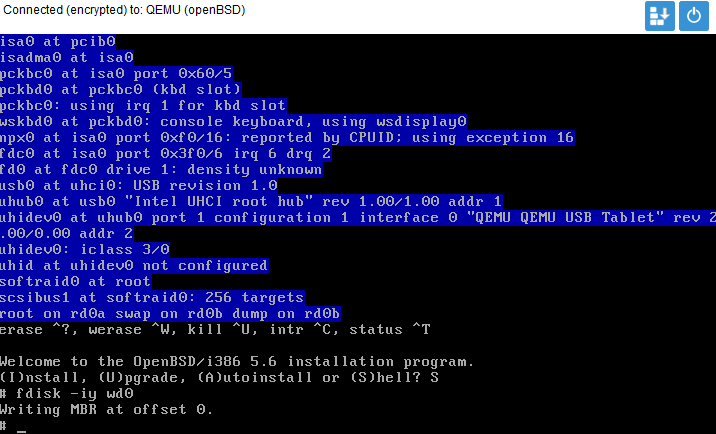 Connected (encrypted) to: QEMU (openBSD)
isa0 at pcib0
isadma0 at isa0
pckbc0 at isa0 port 0x60/5
pckbd0 at pckbc0 (kbd slot)
pckbc0: using irq 1 for kbd slot
wskbd0 at pckbd0: console keyboard, using wsdisplay0
npx0 at isa0 port 0xf0/16: reported by CPUID; using exception 16
fdc0 at isa0 port 0x3f0/6 irq 6 drq 2
fd0 at fdc0 drive 1: density unknown
usb0 at uhci0: USB revision 1.0
uhub0 at usb0 "Intel UHCI root hub" rev 1.00/1.00 addr 1
uhidev0 at uhub0 port 1 configuration 1 interface 0 "QEMU QEMU USB Tablet" rev 2
.00/0.00 addr 2
uhidev0: iclass 3/0
uhid at uhidev0 not configured
softraid0 at root
scsibus1 at softraid0: 256 targets
root on rd0a swap on rd0b dump on rd0b
erase ^?, werase ^W, kill ^U, intr ^C, status ^T
Welcome to the OpenBSD/i386 5.6 installation program.
(I)nstall, (U)pgrade, (A)utoinstall or (S)hell? S
# fdisk -iy wd0
Writing MBR at offset 0.
# _